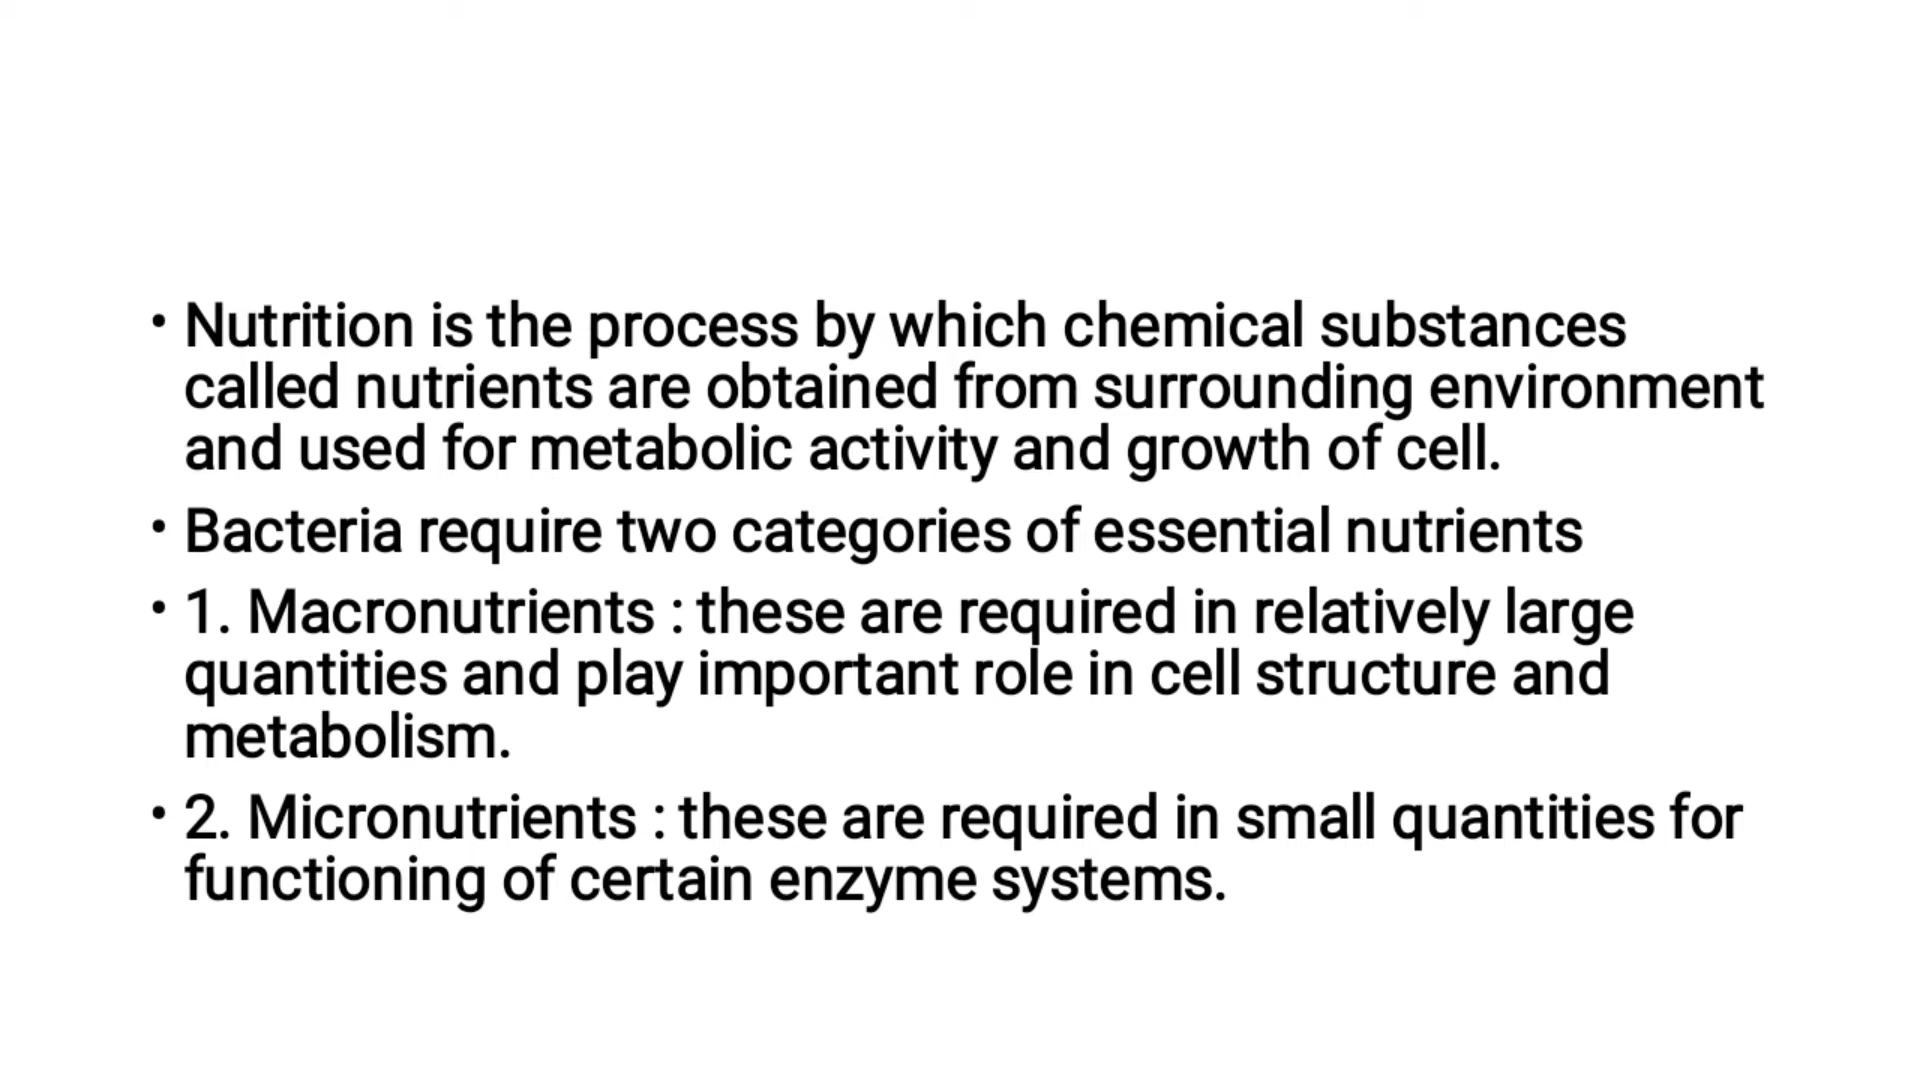 • Nutrition is the process by which chemical substances
called nutrients are obtained from surrounding environment
and used for metabolic activity and growth of cell.
• Bacteria require two categories of essential nutrients
• 1. Macronutrients : these are required in relatively large
quantities and play important role in cell structure and
metabolism.
• 2. Micronutrients : these are required in small quantities for
functioning of certain enzyme systems.